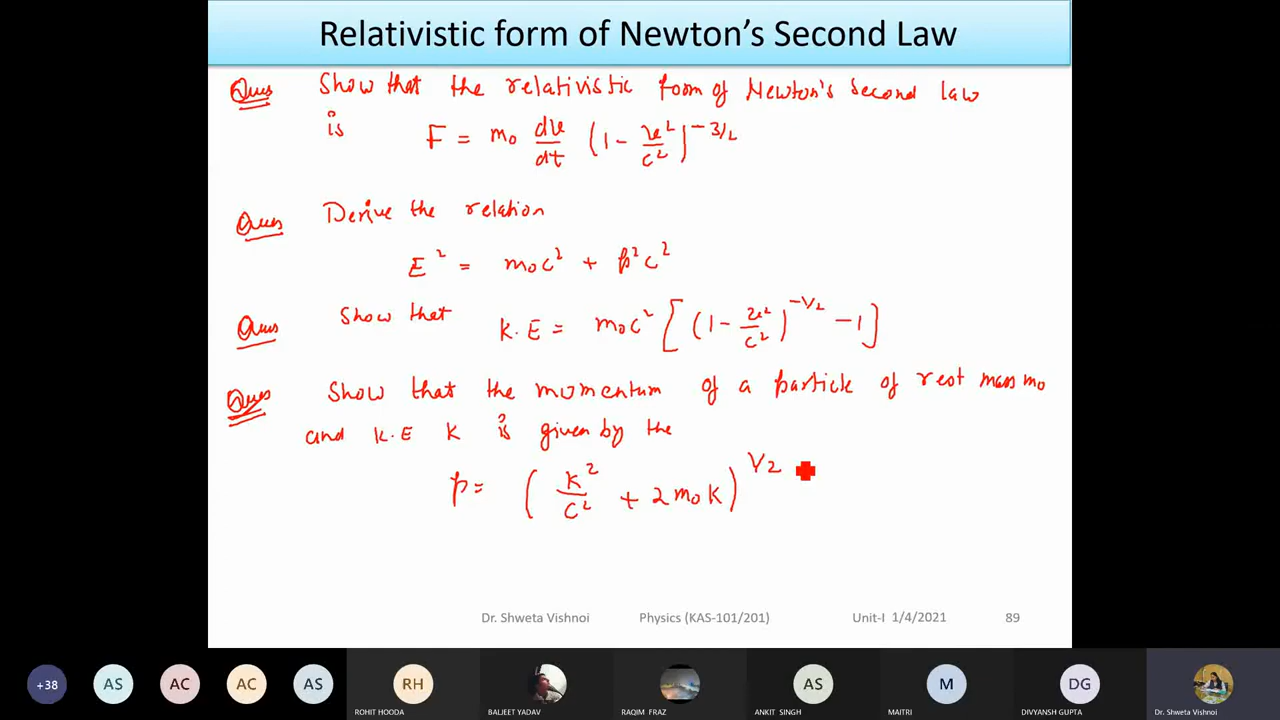 Relativistic form of Newton's Second Law
Ques Show that the relativistic form of Newton's second law
is F = m₀ dv/dt (1 - v²/c²)^-3/2
Ques Derive the relation
E² = m₀c² + p²c²
Ques Show that K.E = m₀c² [(1 - v²/c²)^-1/2 - 1]
Ques Show that the momentum of a particle of rest mass m₀
and K.E K is given by the
p = (K²/c² + 2m₀K)^1/2
Dr. Shweta Vishnoi Physics (KAS-101/201) Unit-I 1/4/2021 89
+38 AS AC AC AS RH AS M DG
ROHIT HOODA BALJEET YADAV RAQIM FRAZ ANKIT SINGH MAITRI DIVYANSH GUPTA Dr. Shweta Vishnoi